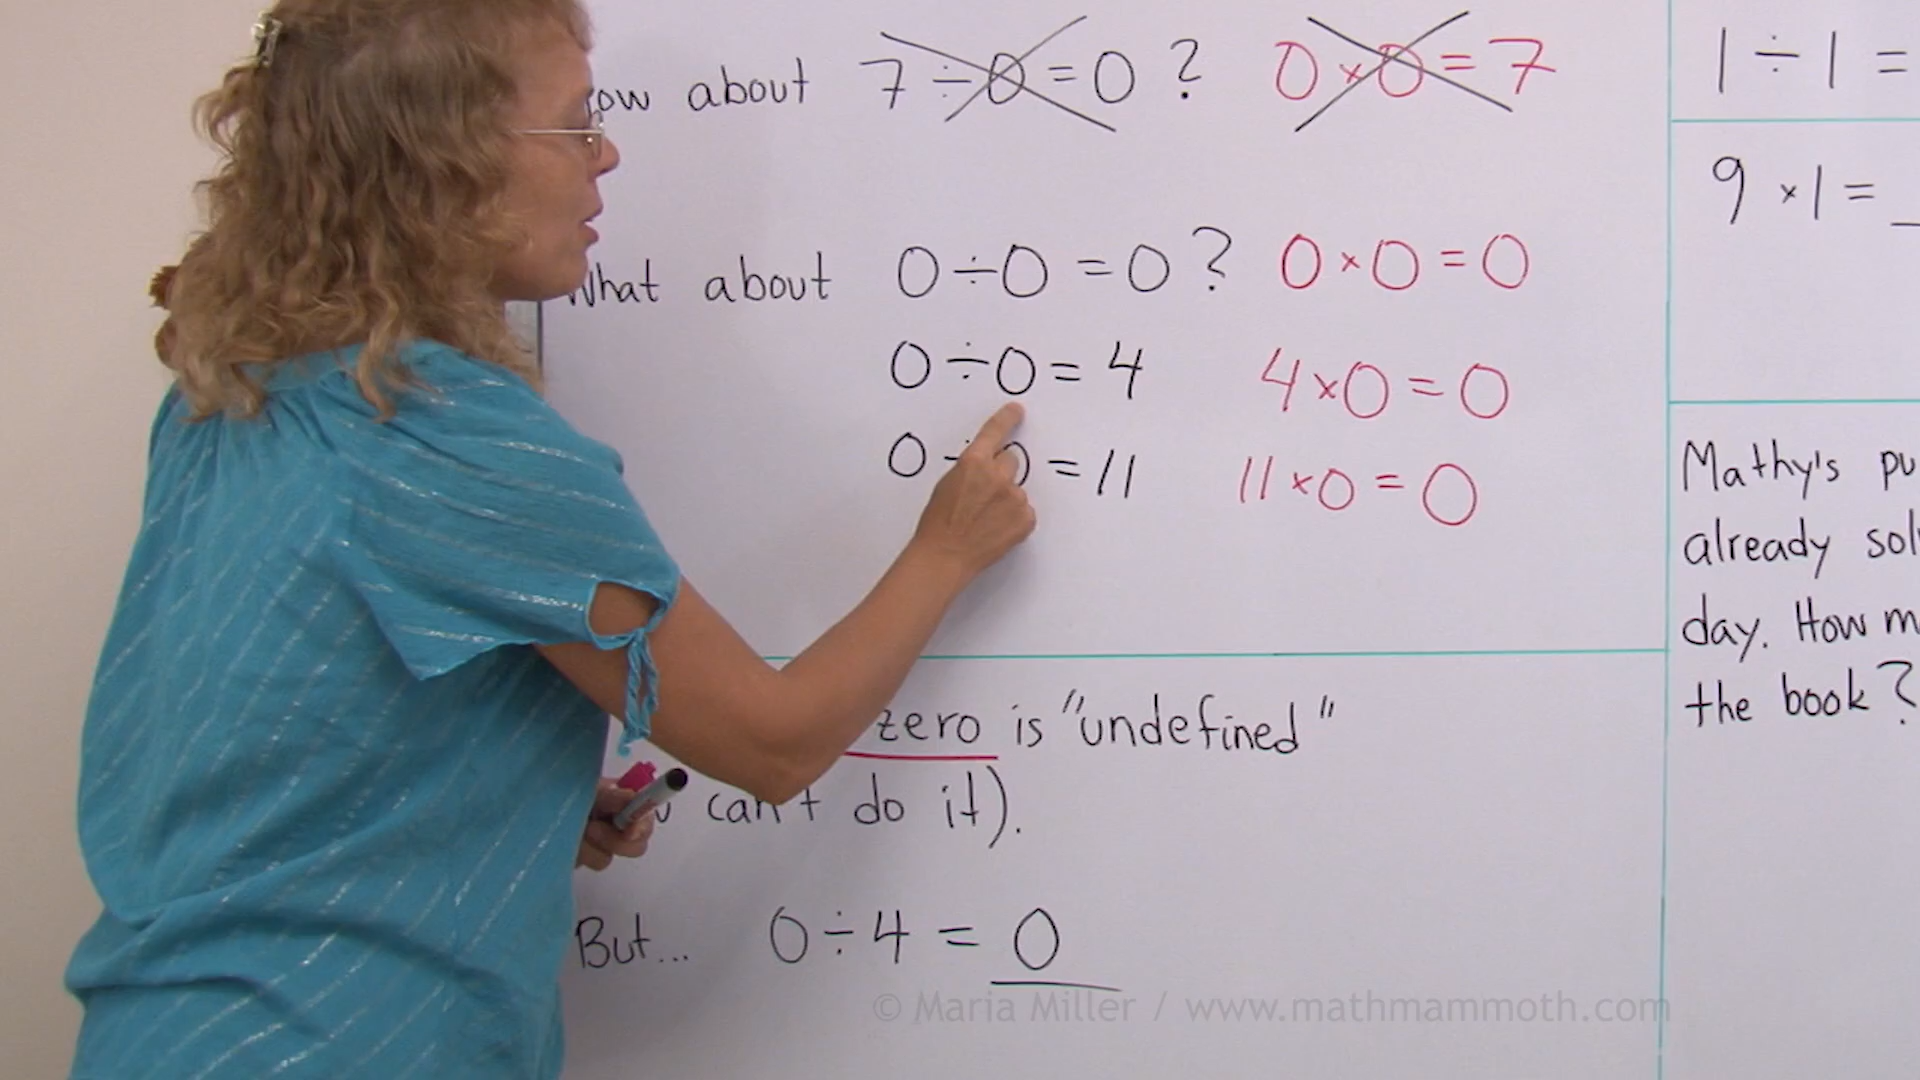 ow about 7 ÷ 0 = 0 ? 0 × 0 = 7
What about 0 ÷ 0 = 0 ? 0 × 0 = 0
0 ÷ 0 = 4 4 × 0 = 0
0 ÷ 0 = 11 11 × 0 = 0
zero is "undefined"
can't do it).
But... 0 ÷ 4 = 0
1 ÷ 1 =
9 × 1 = _
Mathy's pu
already sol
day. How m
the book?
© Maria Miller / www.mathmammoth.com